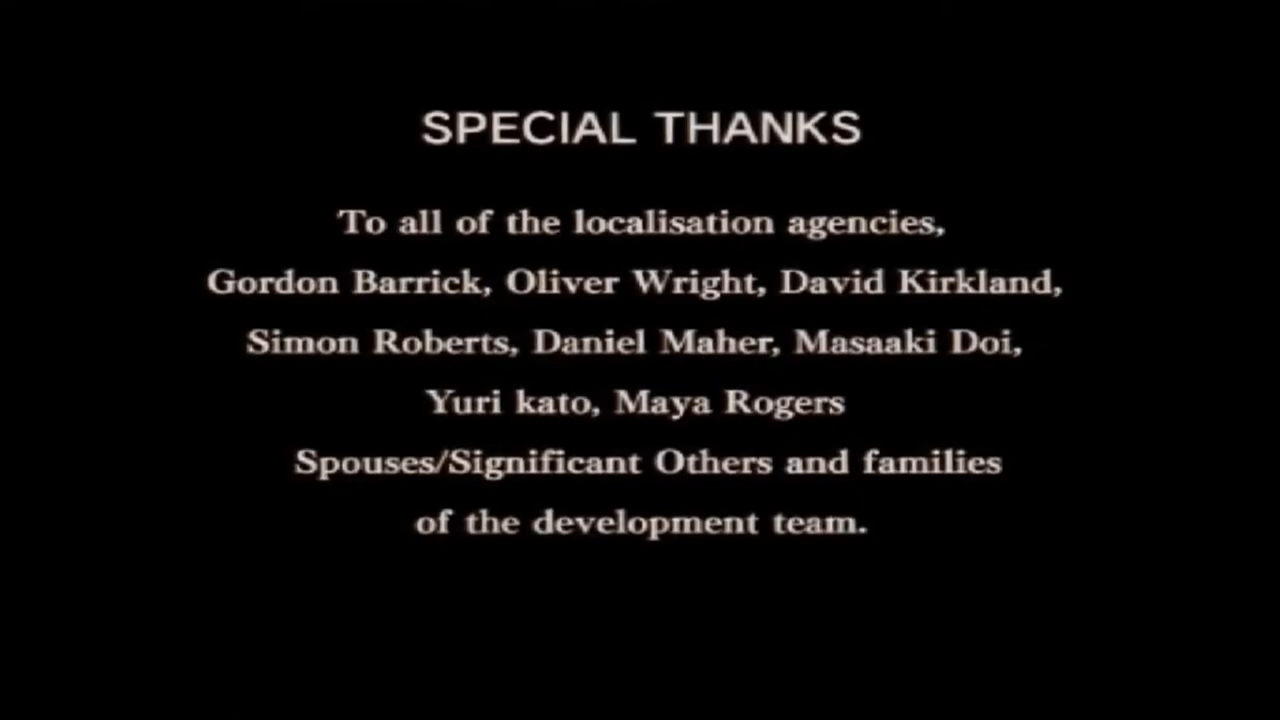 SPECIAL THANKS
To all of the localisation agencies,
Gordon Barrick, Oliver Wright, David Kirkland,
Simon Roberts, Daniel Maher, Masaaki Doi,
Yuri kato, Maya Rogers
Spouses/Significant Others and families
of the development team.